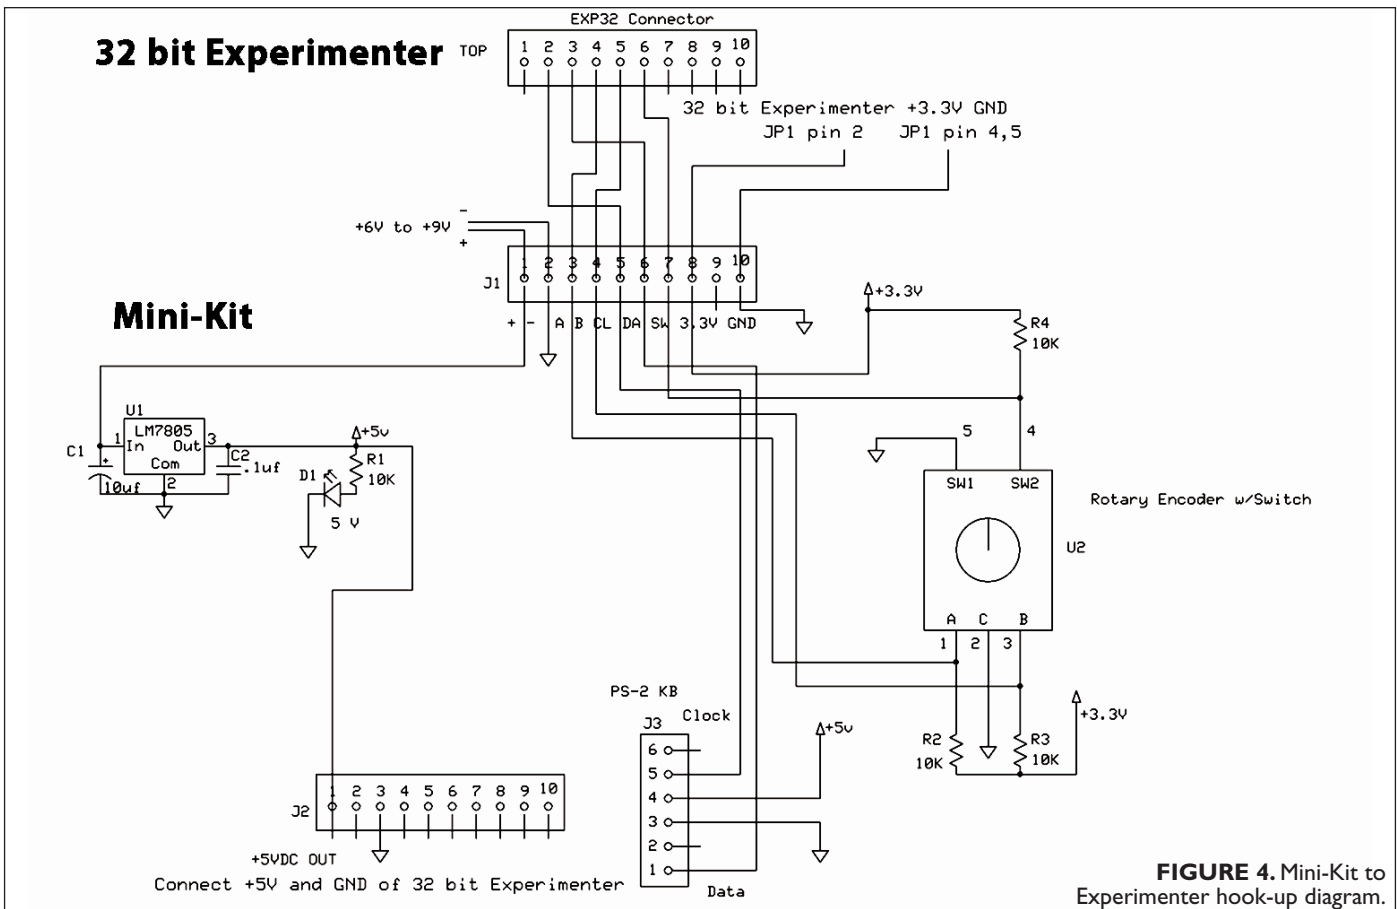 EXP32 Connector
32 bit Experimenter TOP
1 2 3 4 5 6 7 8 9 10
32 bit Experimenter +3.3V GND
JP1 pin 2 JP1 pin 4,5
-
+6V to +9V
+
1 2 3 4 5 6 7 8 9 10
J1
+3.3V
Mini-Kit
+ - A B CL DA SW 3.3V GND
R4
10K
U1
LM7805
+5v
5 4
C1 1 In Out 3
C2
R1
+
Com
.1uf
D1
10K
10uf
2
SW1 SW2
Rotary Encoder w/Switch
5 V
U2
A C B
1 2 3
PS-2 KB
Clock
J3
+5v
+3.3V
6
R2 R3
10K 10K
5
1 2 3 4 5 6 7 8 9 10
4
J2
3
2
+5VDC OUT
1
Connect +5V and GND of 32 bit Experimenter
Data
FIGURE 4. Mini-Kit to
Experimenter hook-up diagram.